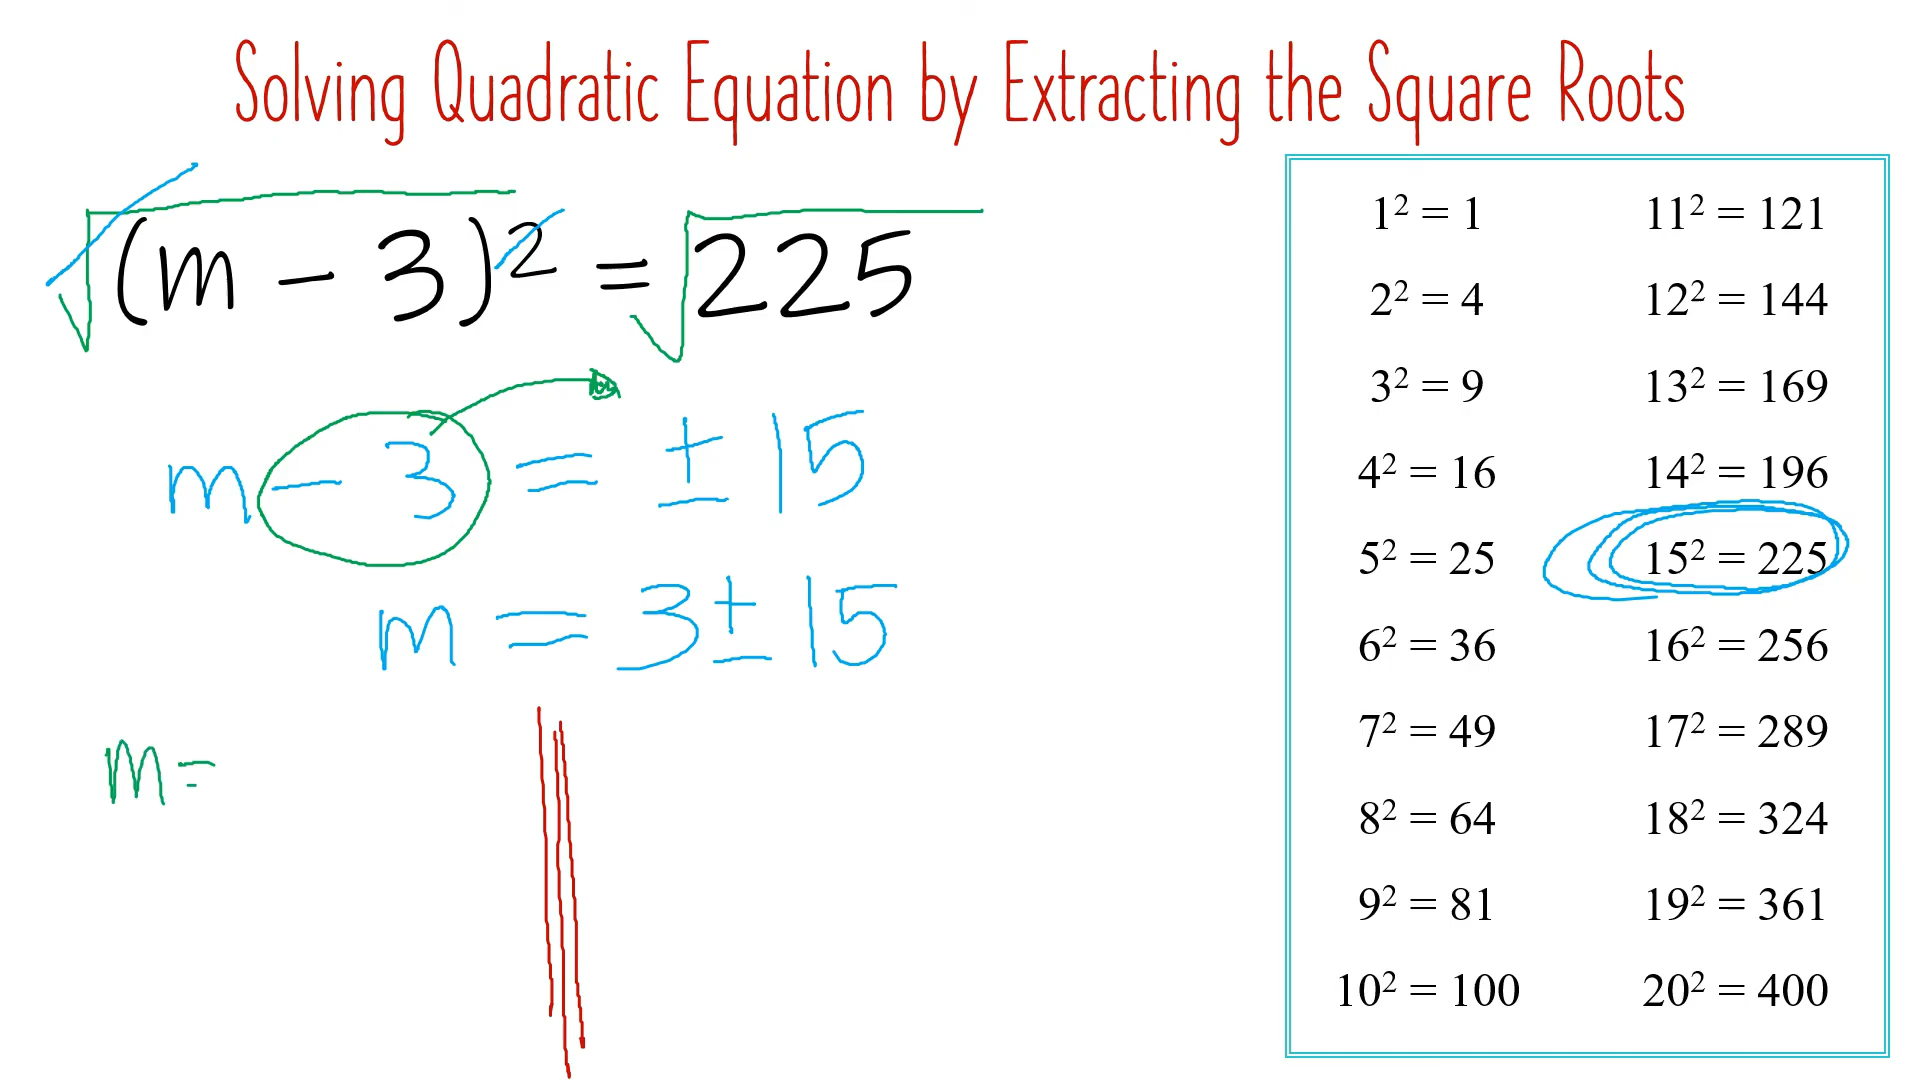 Solving Quadratic Equation by Extracting the Square Roots
√(m - 3)² = √225
m - 3 = ± 15
m = 3 ± 15
m =
1² = 1
2² = 4
3² = 9
4² = 16
5² = 25
6² = 36
7² = 49
8² = 64
9² = 81
10² = 100
11² = 121
12² = 144
13² = 169
14² = 196
15² = 225
16² = 256
17² = 289
18² = 324
19² = 361
20² = 400